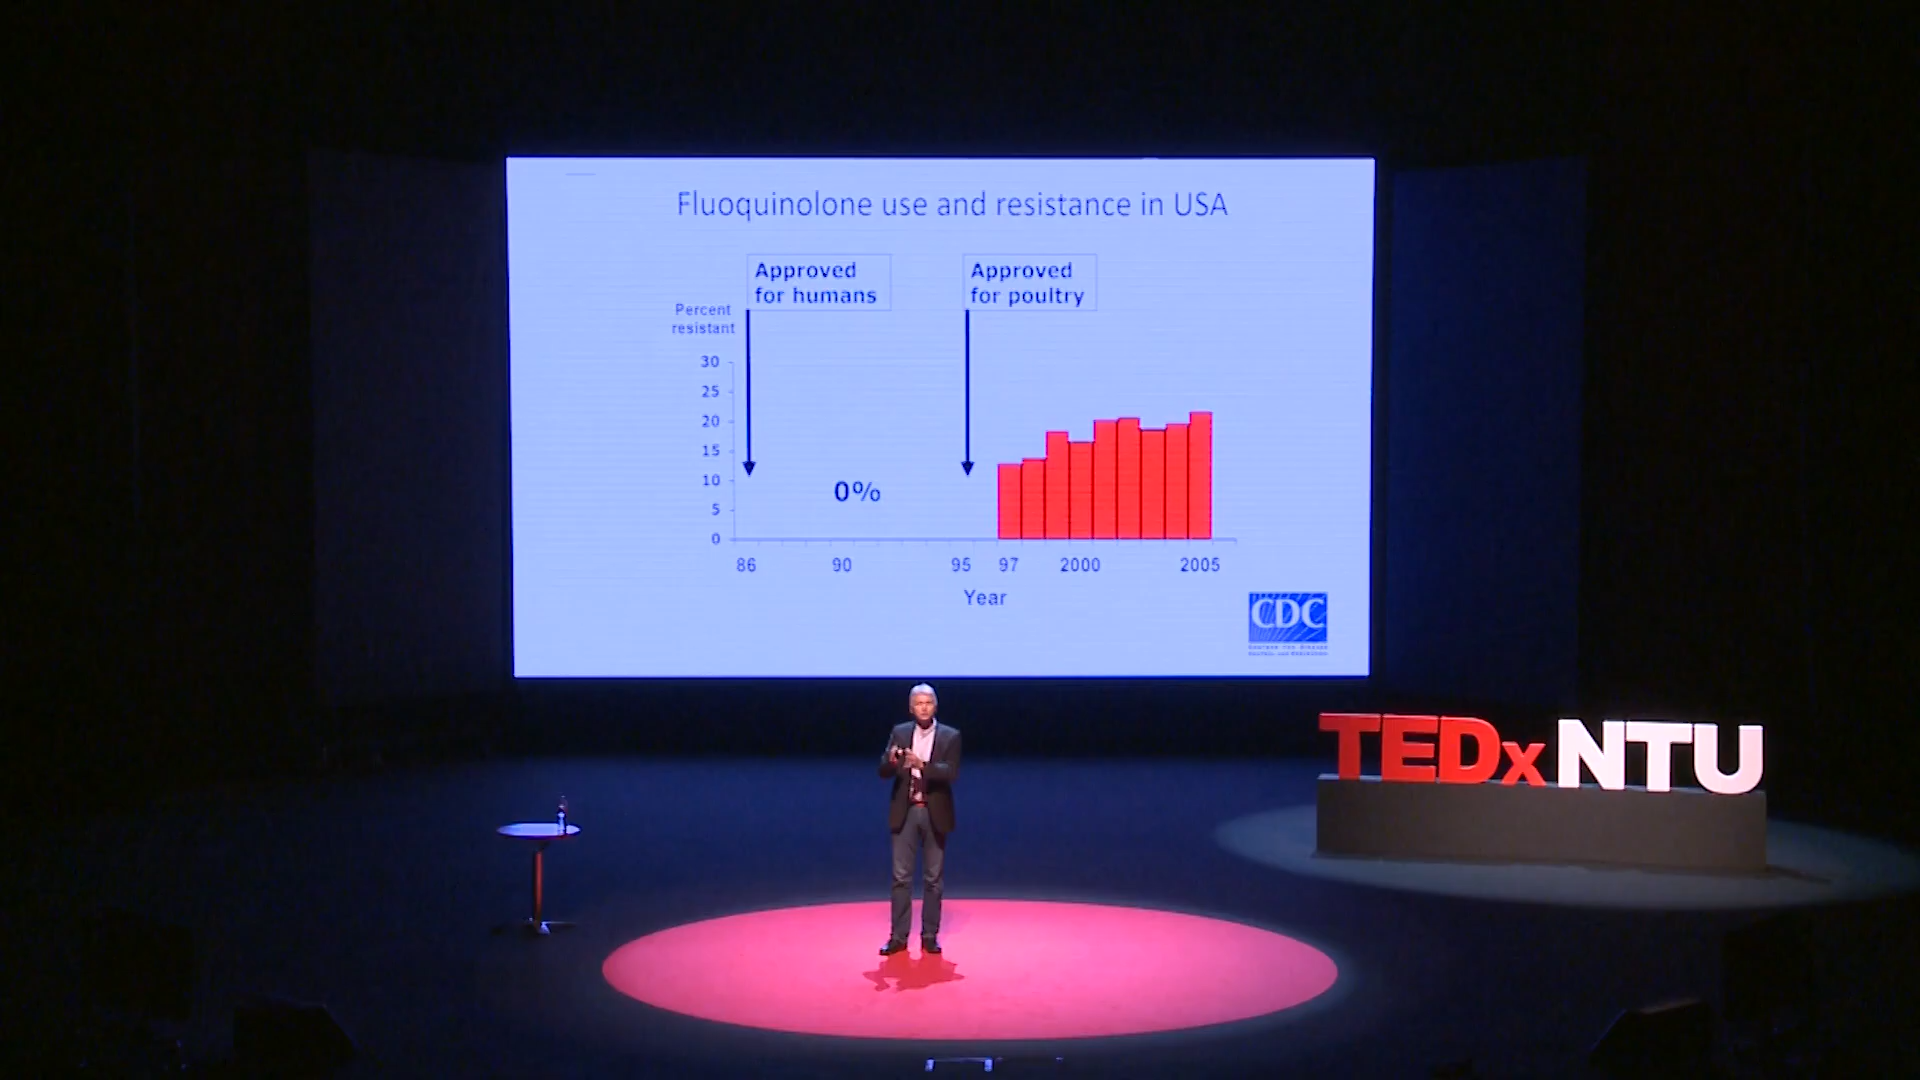 Fluoquinolone use and resistance in USA
Approved
for humans
Approved
for poultry
Percent
resistant
30
25
20
15
10
5
0
0%
86 90 95 97 2000 2005
Year
CDC
TEDxNTU